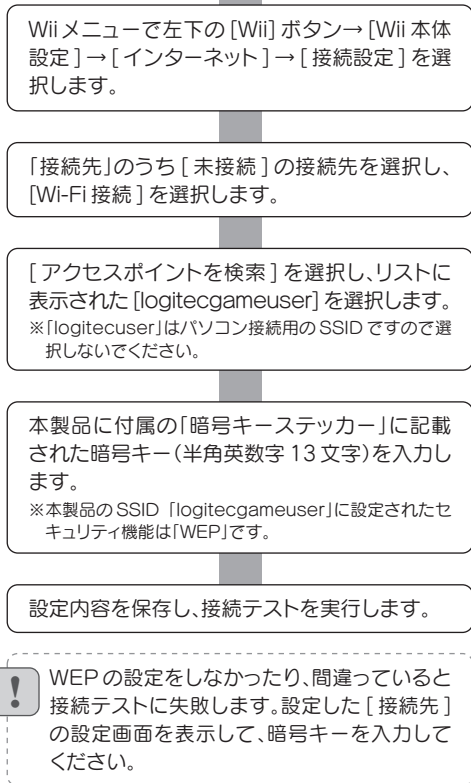 Wiiメニューで左下の[Wii]ボタン→[Wii 本体
設定]→[インターネット]→[接続設定]を選
択します。
「接続先」のうち[未接続]の接続先を選択し、
[Wi-Fi 接続]を選択します。
[アクセスポイントを検索]を選択し、リストに
表示された[logitecgameuser]を選択します。
※「logitecuser」はパソコン接続用のSSIDですので選
択しないでください。
本製品に付属の「暗号キーステッカー」に記載
された暗号キー（半角英数字13文字）を入力し
ます。
※本製品のSSID「logitecgameuser」に設定されたセ
キュリティ機能は「WEP」です。
設定内容を保存し、接続テストを実行します。
! WEPの設定をしなかったり、間違っていると
接続テストに失敗します。設定した[接続先]
の設定画面を表示して、暗号キーを入力して
ください。